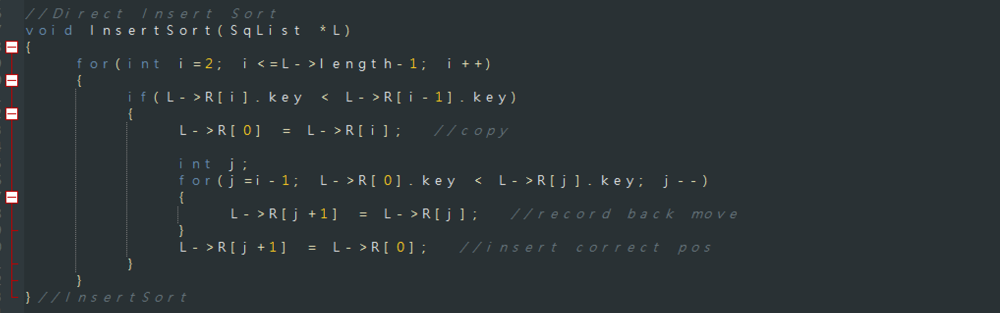 //Direct Insert Sort
void InsertSort(SqList *L)
{
for(int i=2; i<=L->length-1; i++)
{
if(L->R[i].key < L->R[i-1].key)
{
L->R[0] = L->R[i]; //copy
int j;
for(j=i-1; L->R[0].key < L->R[j].key; j--)
{
L->R[j+1] = L->R[j]; //record back move
}
L->R[j+1] = L->R[0]; //insert correct pos
}
}
}//InsertSort